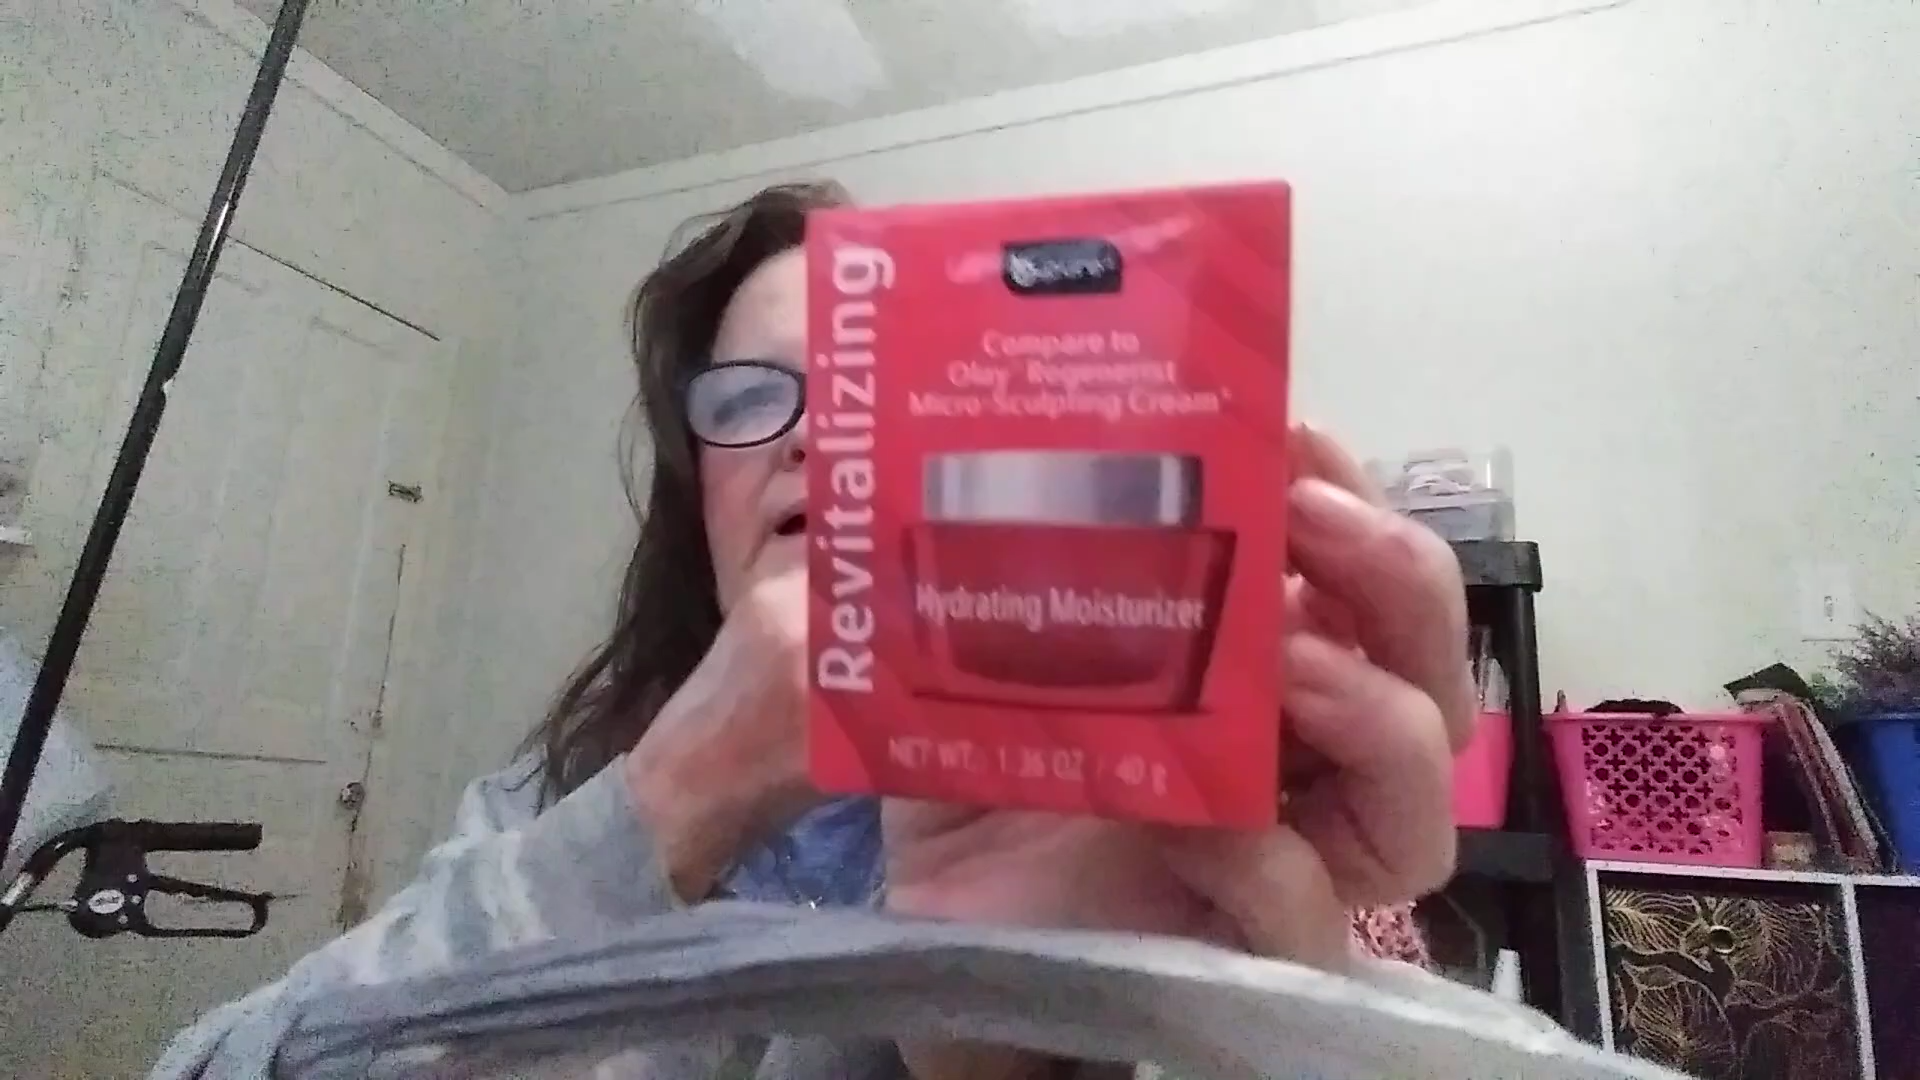 Revitalizing
Compare to
Olay Regenerist
Micro-Sculpting Cream*
Hydrating Moisturizer
NET WT. 1.36 OZ / 40 g